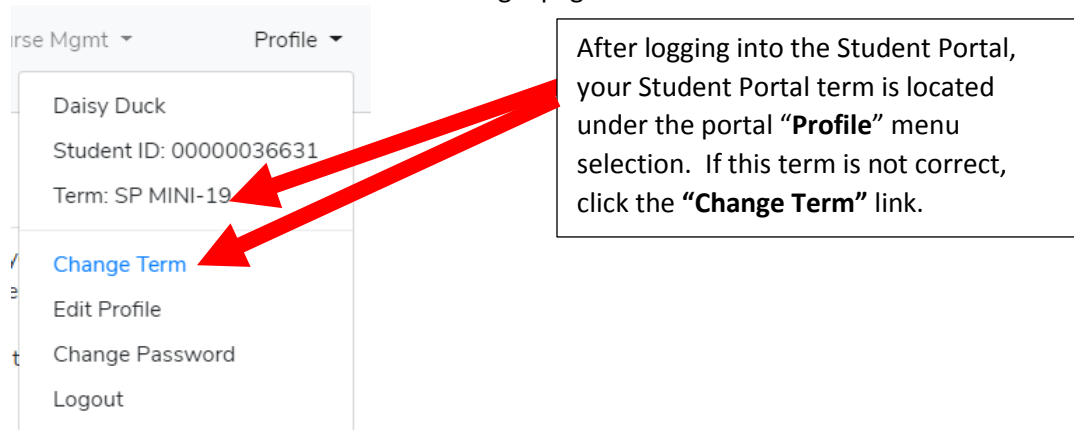 Mgmt
Profile
Daisy Duck
Student ID: 00000036631
Term: SP MINI-19
Change Term
Edit Profile
Change Password
Logout
After logging into the Student Portal,
your Student Portal term is located
under the portal “Profile” menu
selection. If this term is not correct,
click the “Change Term” link.